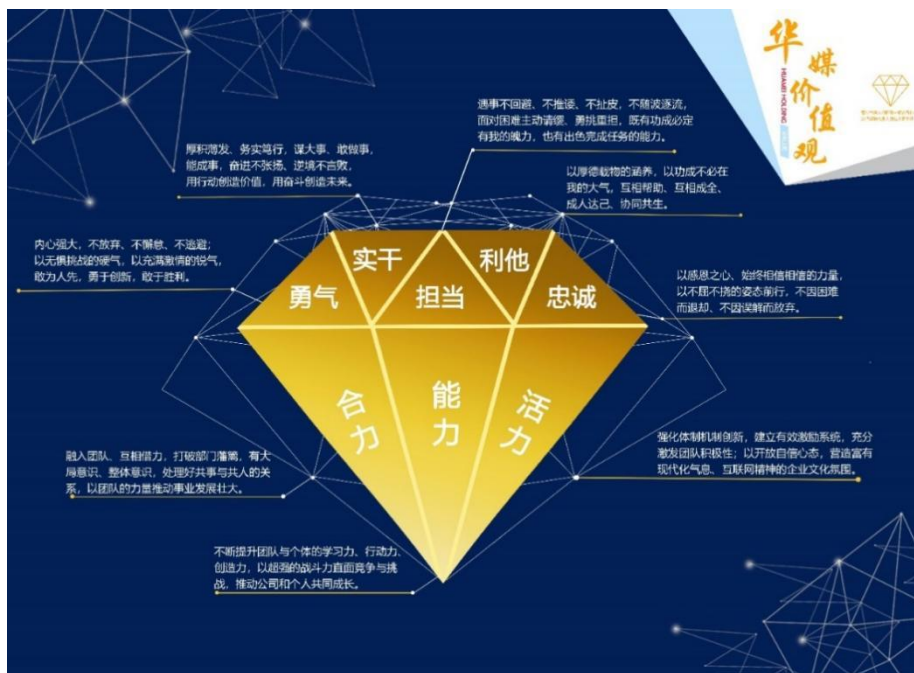 华媒价值观
HUAMEI HOLDING
遇事不回避、不推诿、不扯皮，不随波逐流，
面对困难主动请缨、勇挑重担，既有功成必定
有我的魄力，也有出色完成任务的能力。
厚积薄发、务实笃行，谋大事、敢做事，
能成事，奋进不张扬、逆境不言败，
用行动创造价值，用奋斗创造未来。
以厚德载物的涵养，以功成不必在
我的大气，互相帮助、互相成全、
成人达己、协同共生。
内心强大，不放弃、不懈怠、不逃避；
以无惧挑战的硬气，以充满激情的锐气，
敢为人先，勇于创新，敢于胜利。
以感恩之心、始终相信相信的力量，
以不屈不挠的姿态前行，不因困难
而退却、不因误解而放弃。
实干
利他
勇气
担当
忠诚
合力
能力
活力
融入团队、互相借力，打破部门藩篱，有大
局意识、整体意识，处理好共事与共人的关
系，以团队的力量推动事业发展壮大。
强化体制机制创新，建立有效激励系统，充分
激发团队积极性；以开放自信心态，营造富有
现代化气息、互联网精神的企业文化氛围。
不断提升团队与个体的学习力、行动力、
创造力，以超强的战斗力直面竞争与挑
战，推动公司和个人共同成长。